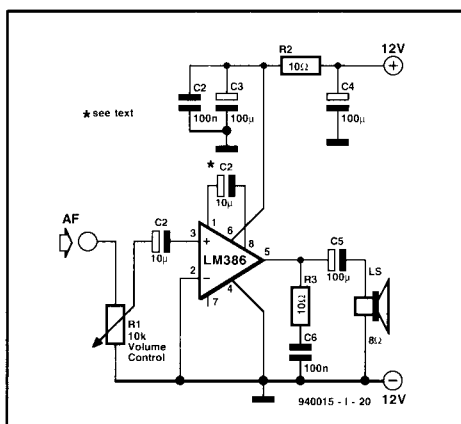 R2
12V
10Ω
+
C2
C3
C4
100n
100µ
100µ
* see text
*
C2
10µ
AF
C2
1
6
8
3
+
10µ
LM386
5
C5
2
−
4
100µ
LS
7
R3
10Ω
R1
10k
Volume
Control
8Ω
C6
100n
−
940015 - I - 20
12V